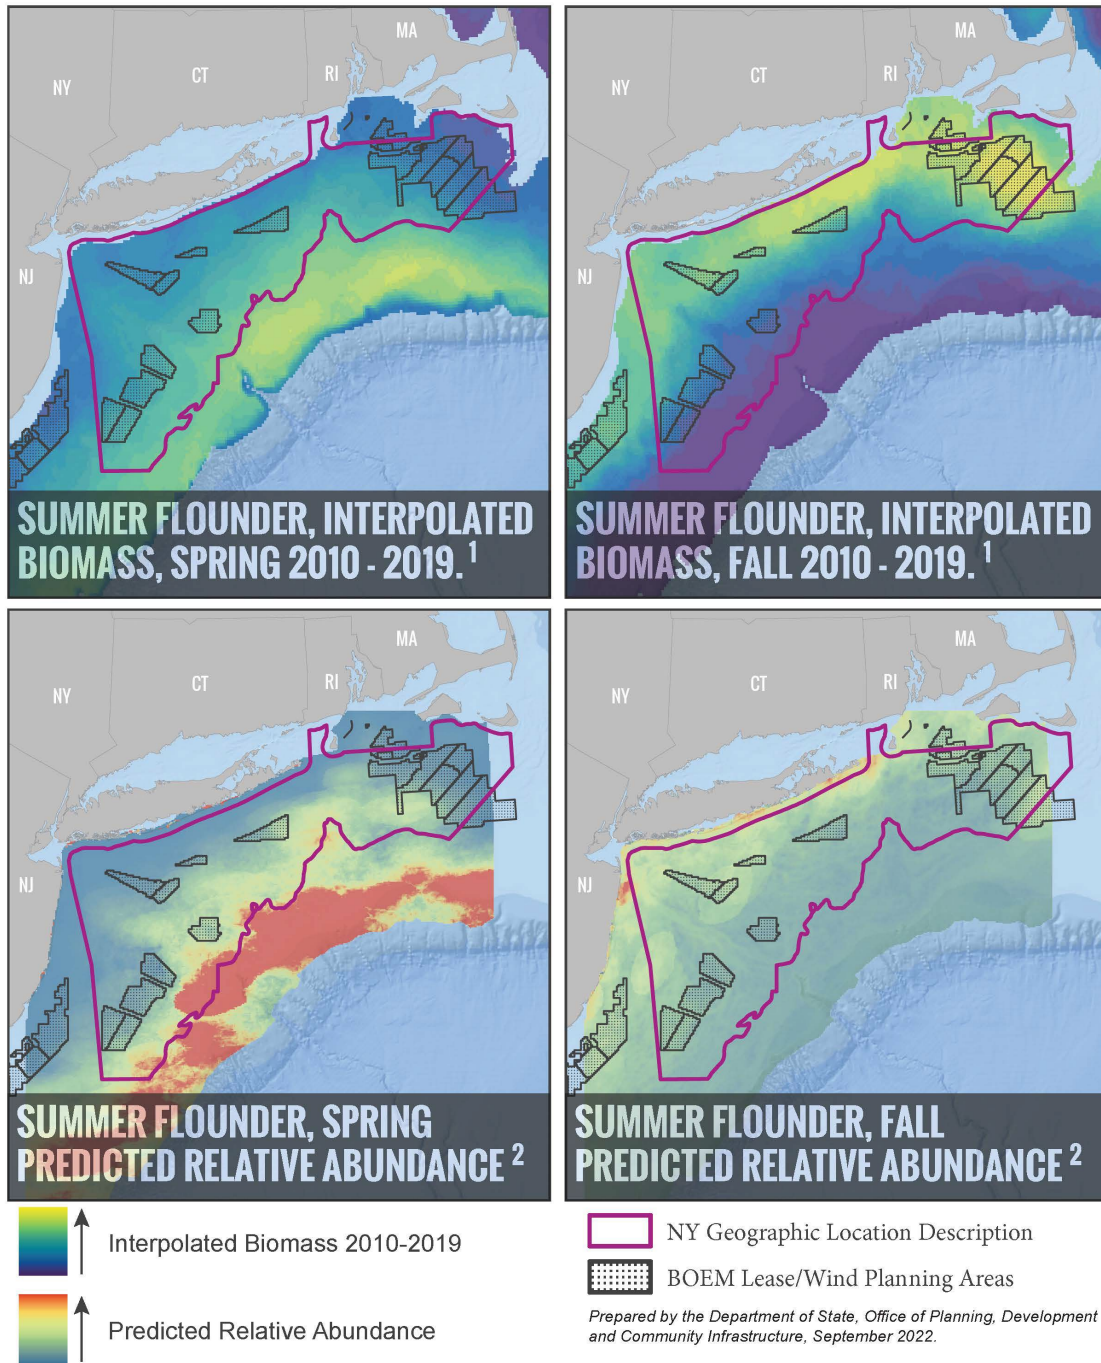 MA
RI
CT
NY
NJ
SUMMER FLOUNDER, INTERPOLATED
BIOMASS, SPRING 2010 - 2019. 1
MA
RI
CT
NY
NJ
SUMMER FLOUNDER, INTERPOLATED
BIOMASS, FALL 2010 - 2019. 1
MA
RI
CT
NY
NJ
SUMMER FLOUNDER, SPRING
PREDICTED RELATIVE ABUNDANCE 2
MA
RI
CT
NY
NJ
SUMMER FLOUNDER, FALL
PREDICTED RELATIVE ABUNDANCE 2
Interpolated Biomass 2010-2019
Predicted Relative Abundance
NY Geographic Location Description
BOEM Lease/Wind Planning Areas
Prepared by the Department of State, Office of Planning, Development
and Community Infrastructure, September 2022.